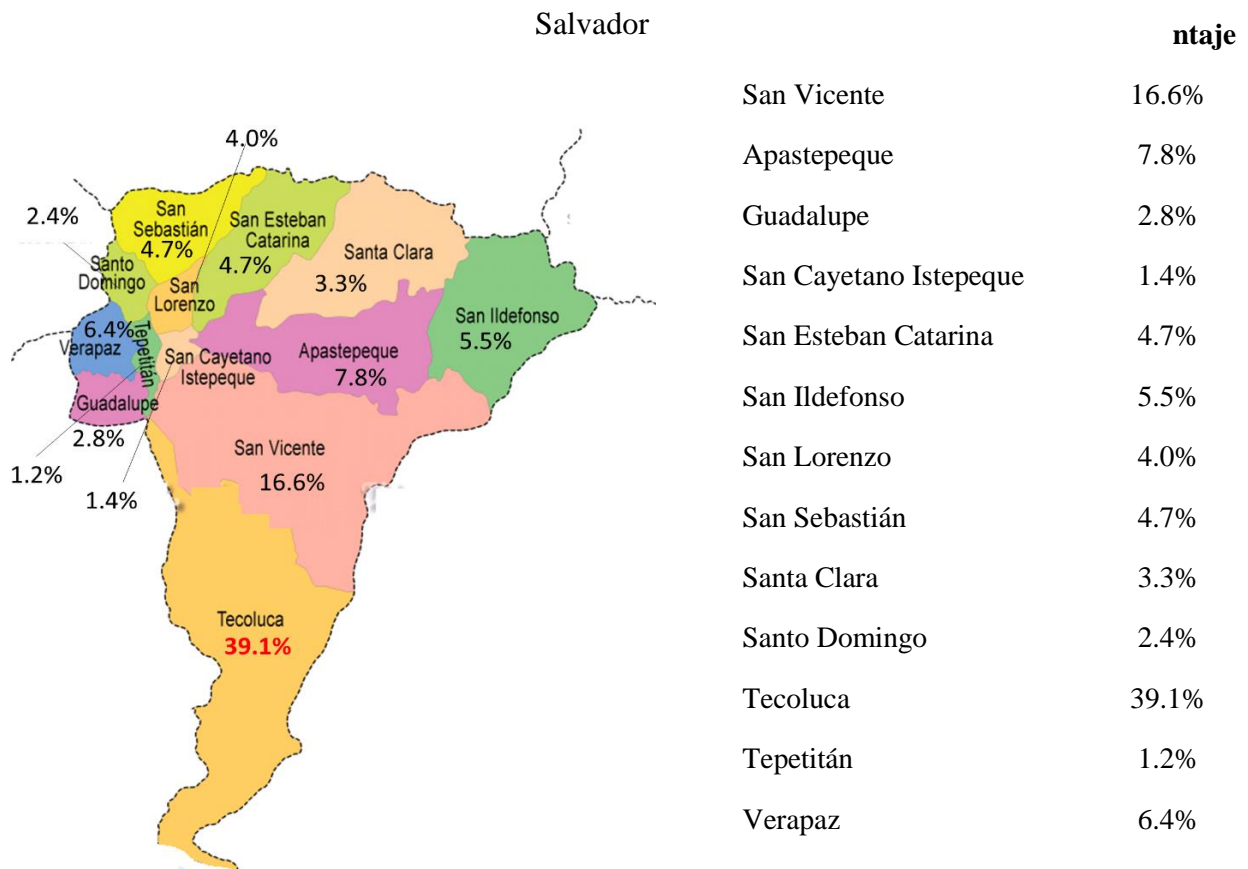 Salvador
ntaje
San Vicente 16.6%
Apastepeque 7.8%
Guadalupe 2.8%
San Cayetano Istepeque 1.4%
San Esteban Catarina 4.7%
San Ildefonso 5.5%
San Lorenzo 4.0%
San Sebastián 4.7%
Santa Clara 3.3%
Santo Domingo 2.4%
Tecoluca 39.1%
Tepetitán 1.2%
Verapaz 6.4%
4.0%
2.4%
San
Sebastián
4.7%
San Esteban
Catarina
4.7%
Santa Clara
3.3%
Santo
Domingo
San
Lorenzo
San Ildefonso
5.5%
6.4%
Verapaz
Tepetitán
San Cayetano
Istepeque
Apastepeque
7.8%
Guadalupe
2.8%
1.2%
1.4%
San Vicente
16.6%
Tecoluca
39.1%